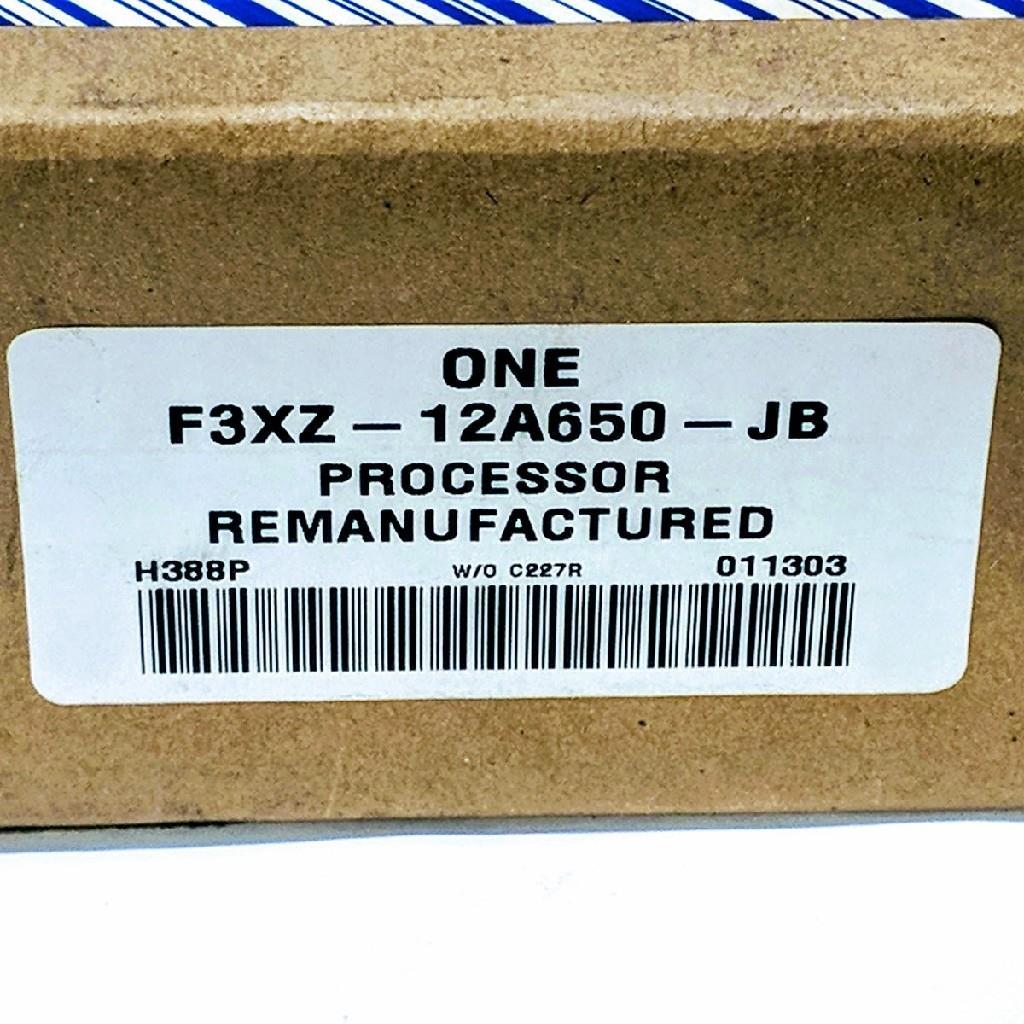 ONE
F3XZ — 12A650 — JB
PROCESSOR
REMANUFACTURED
H388P W/O C227R 011303